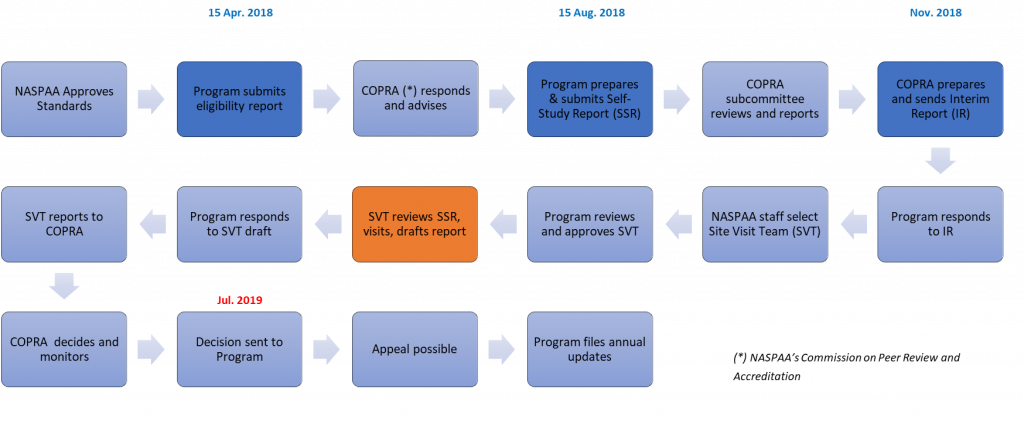 15 Apr. 2018
15 Aug. 2018
Nov. 2018
NASPAA Approves
Standards
Program submits
eligibility report
COPRA (*) responds
and advises
Program prepares
& submits Self-
Study Report (SSR)
COPRA
subcommittee
reviews and reports
COPRA prepares
and sends Interim
Report (IR)
SVT reports to
COPRA
Program responds
to SVT draft
SVT reviews SSR,
visits, drafts report
Program reviews
and approves SVT
NASPAA staff select
Site Visit Team (SVT)
Program responds
to IR
Jul. 2019
COPRA decides and
monitors
Decision sent to
Program
Appeal possible
Program files annual
updates
(*) NASPAA's Commission on Peer Review and
Accreditation